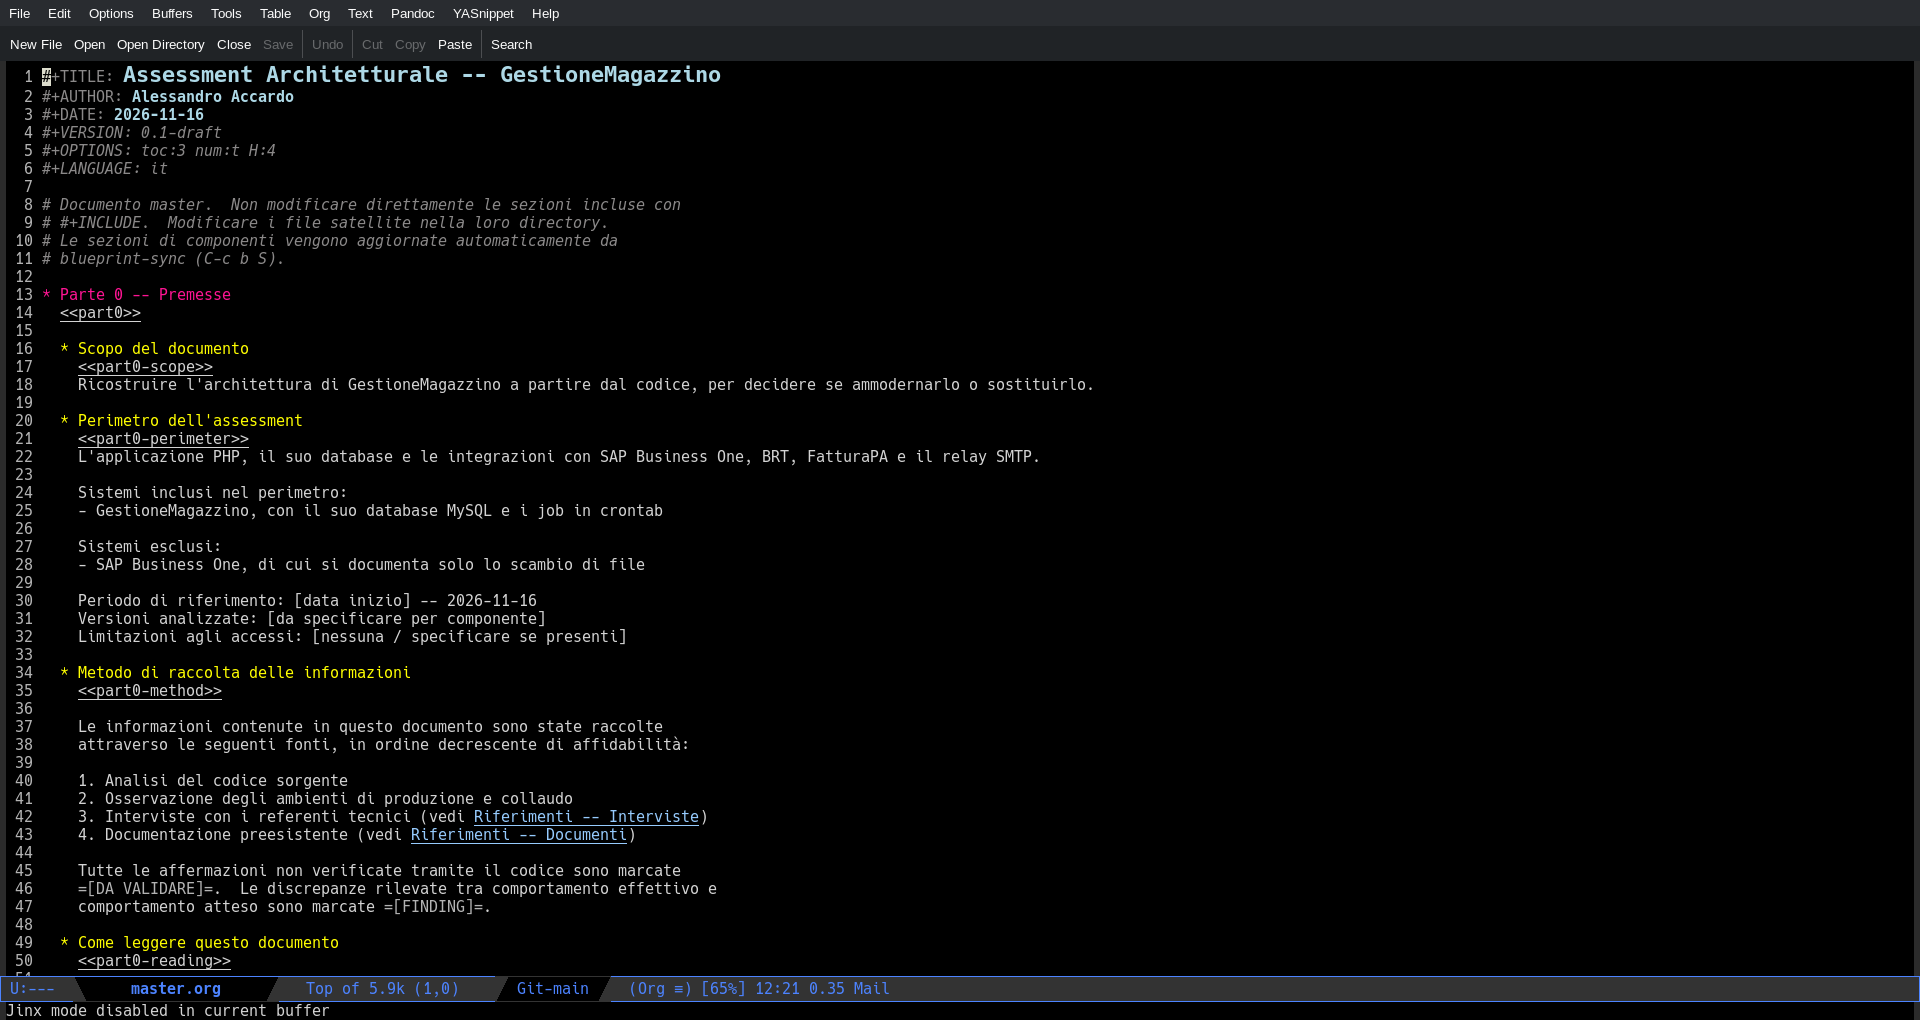 File Edit Options Buffers Tools Table Org Text Pandoc YASnippet Help
New File Open Open Directory Close Save Undo Cut Copy Paste Search
1 #+TITLE: Assessment Architetturale -- GestioneMagazzino
2 #+AUTHOR: Alessandro Accardo
3 #+DATE: 2026-11-16
4 #+VERSION: 0.1-draft
5 #+OPTIONS: toc:3 num:t H:4
6 #+LANGUAGE: it
7
8 # Documento master.  Non modificare direttamente le sezioni incluse con
9 # #+INCLUDE.  Modificare i file satellite nella loro directory.
10 # Le sezioni di componenti vengono aggiornate automaticamente da
11 # blueprint-sync (C-c b S).
12
13 * Parte 0 -- Premesse
14 <<part0>>
15
16 * Scopo del documento
17 <<part0-scope>>
18 Ricostruire l'architettura di GestioneMagazzino a partire dal codice, per decidere se ammodernarlo o sostituirlo.
19
20 * Perimetro dell'assessment
21 <<part0-perimeter>>
22 L'applicazione PHP, il suo database e le integrazioni con SAP Business One, BRT, FatturaPA e il relay SMTP.
23
24 Sistemi inclusi nel perimetro:
25 - GestioneMagazzino, con il suo database MySQL e i job in crontab
26
27 Sistemi esclusi:
28 - SAP Business One, di cui si documenta solo lo scambio di file
29
30 Periodo di riferimento: [data inizio] -- 2026-11-16
31 Versioni analizzate: [da specificare per componente]
32 Limitazioni agli accessi: [nessuna / specificare se presenti]
33
34 * Metodo di raccolta delle informazioni
35 <<part0-method>>
36
37 Le informazioni contenute in questo documento sono state raccolte
38 attraverso le seguenti fonti, in ordine decrescente di affidabilità:
39
40 1. Analisi del codice sorgente
41 2. Osservazione degli ambienti di produzione e collaudo
42 3. Interviste con i referenti tecnici (vedi Riferimenti -- Interviste)
43 4. Documentazione preesistente (vedi Riferimenti -- Documenti)
44
45 Tutte le affermazioni non verificate tramite il codice sono marcate
46 =[DA VALIDARE]=.  Le discrepanze rilevate tra comportamento effettivo e
47 comportamento atteso sono marcate =[FINDING]=.
48
49 * Come leggere questo documento
50 <<part0-reading>>
U:--- master.org Top of 5.9k (1,0) Git-main (Org ≡) [65%] 12:21 0.35 Mail
Jinx mode disabled in current buffer